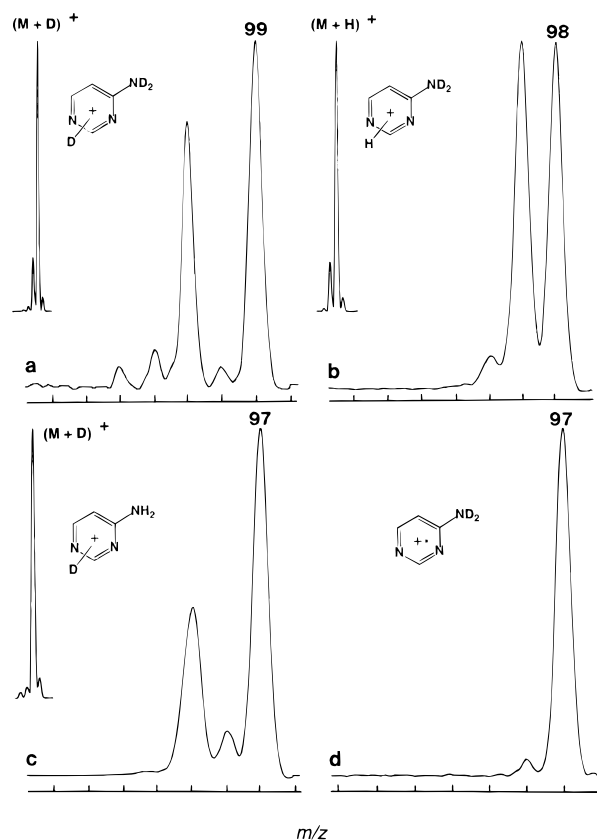 (M + D) +
99
ND2
+
N
N
D
a
(M + H) +
98
ND2
+
N
N
H
b
(M + D) +
97
NH2
+
N
N
D
c
97
ND2
+·
N
N
d
m/z